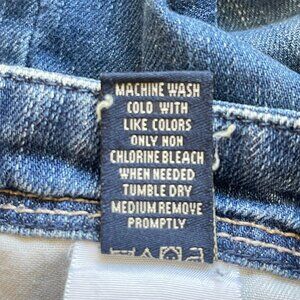 MACHINE WASH
COLD WITH
LIKE COLORS
ONLY NON
CHLORINE BLEACH
WHEN NEEDED
TUMBLE DRY
MEDIUM REMOVE
PROMPTLY